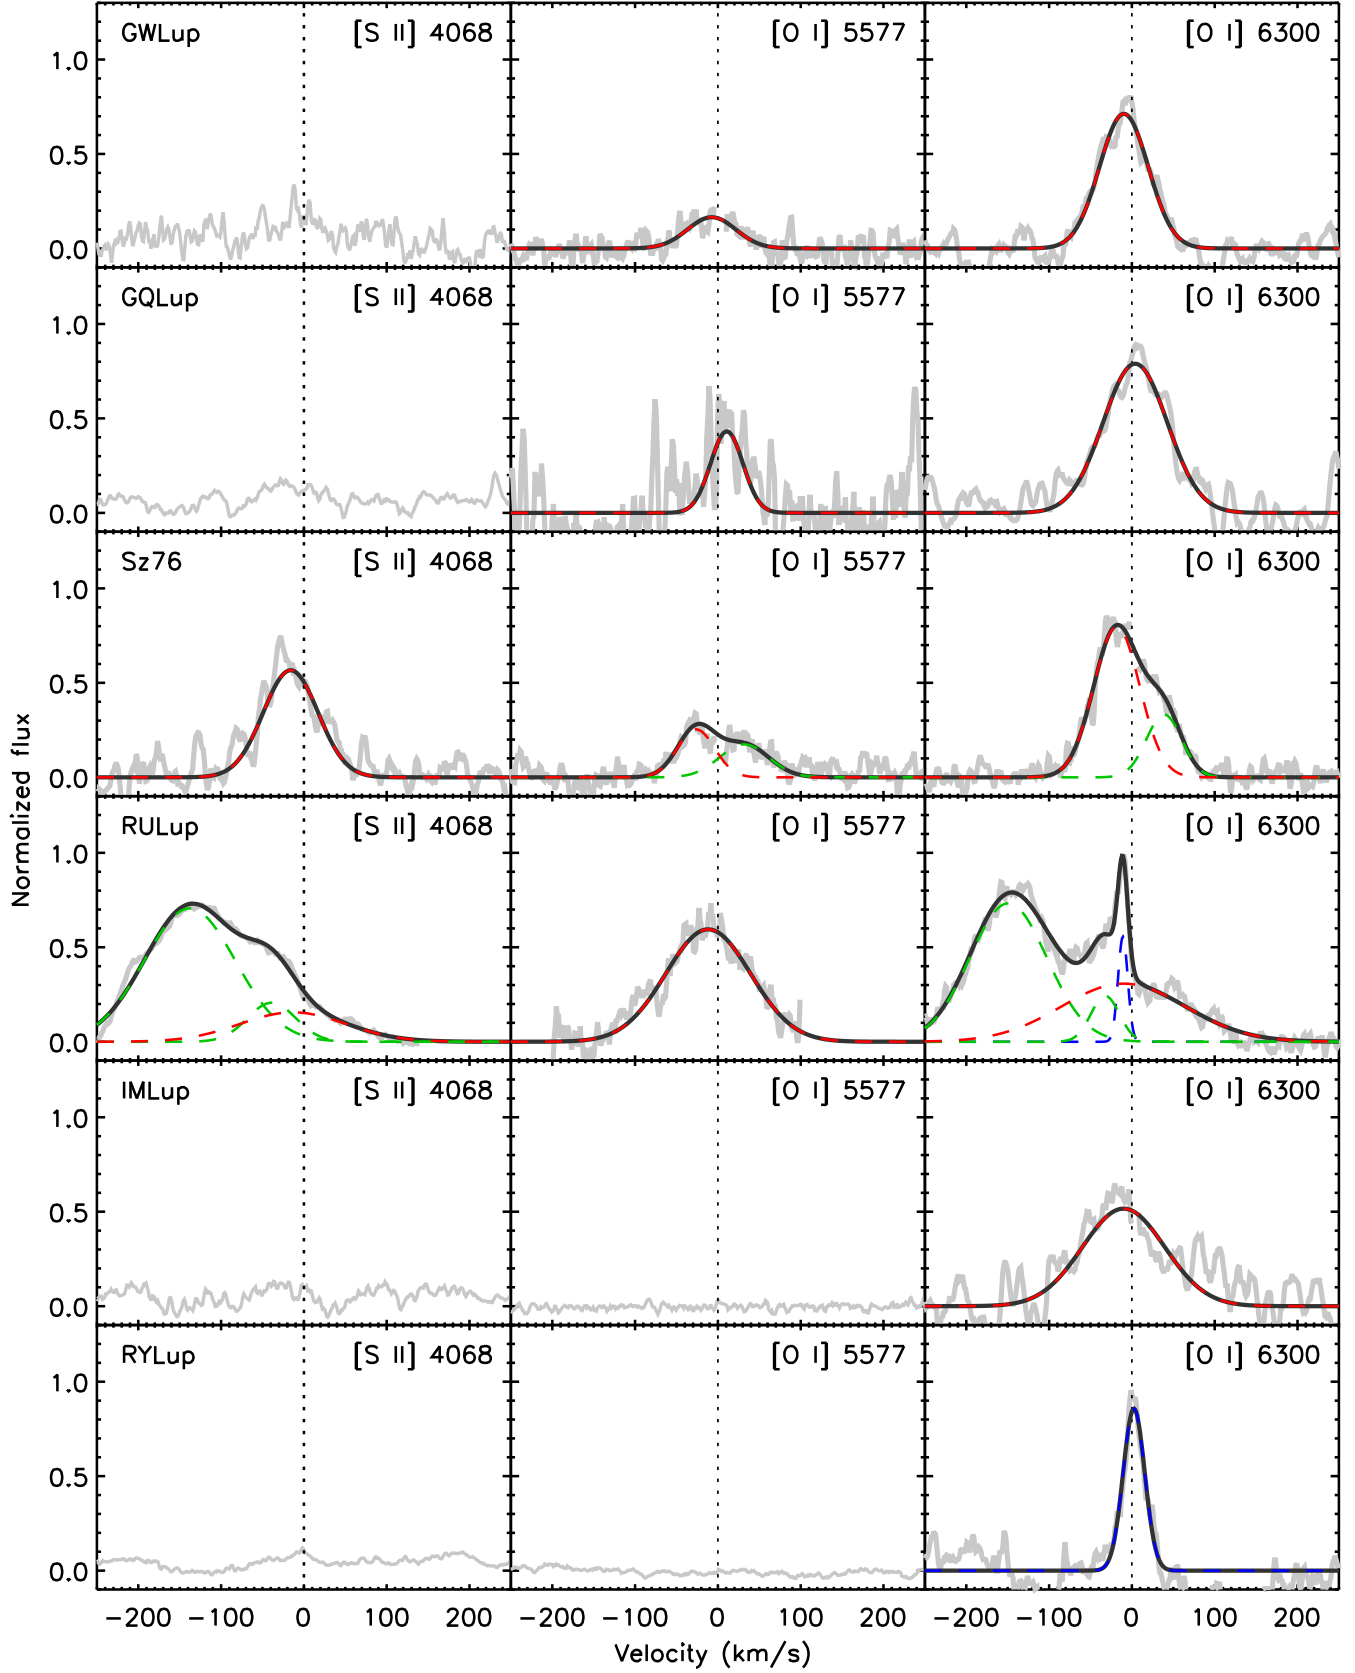 GWLup [S II] 4068 [O I] 5577 [O I] 6300
1.0
0.5
0.0
GQLup [S II] 4068 [O I] 5577 [O I] 6300
1.0
0.5
0.0
Sz76 [S II] 4068 [O I] 5577 [O I] 6300
1.0
0.5
0.0
Normalized flux
RULup [S II] 4068 [O I] 5577 [O I] 6300
1.0
0.5
0.0
IMLup [S II] 4068 [O I] 5577 [O I] 6300
1.0
0.5
0.0
RYLup [S II] 4068 [O I] 5577 [O I] 6300
1.0
0.5
0.0
−200 −100 0 100 200 −200 −100 0 100 200 −200 −100 0 100 200
Velocity (km/s)